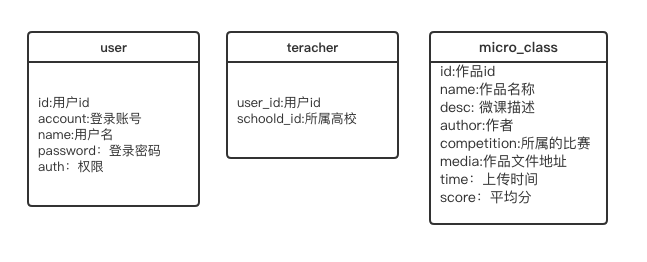 user
id:用户id
account:登录账号
name:用户名
password：登录密码
auth：权限
teracher
user_id:用户id
schoold_id:所属高校
micro_class
id:作品id
name:作品名称
desc: 微课描述
author:作者
competition:所属的比赛
media:作品文件地址
time：上传时间
score：平均分